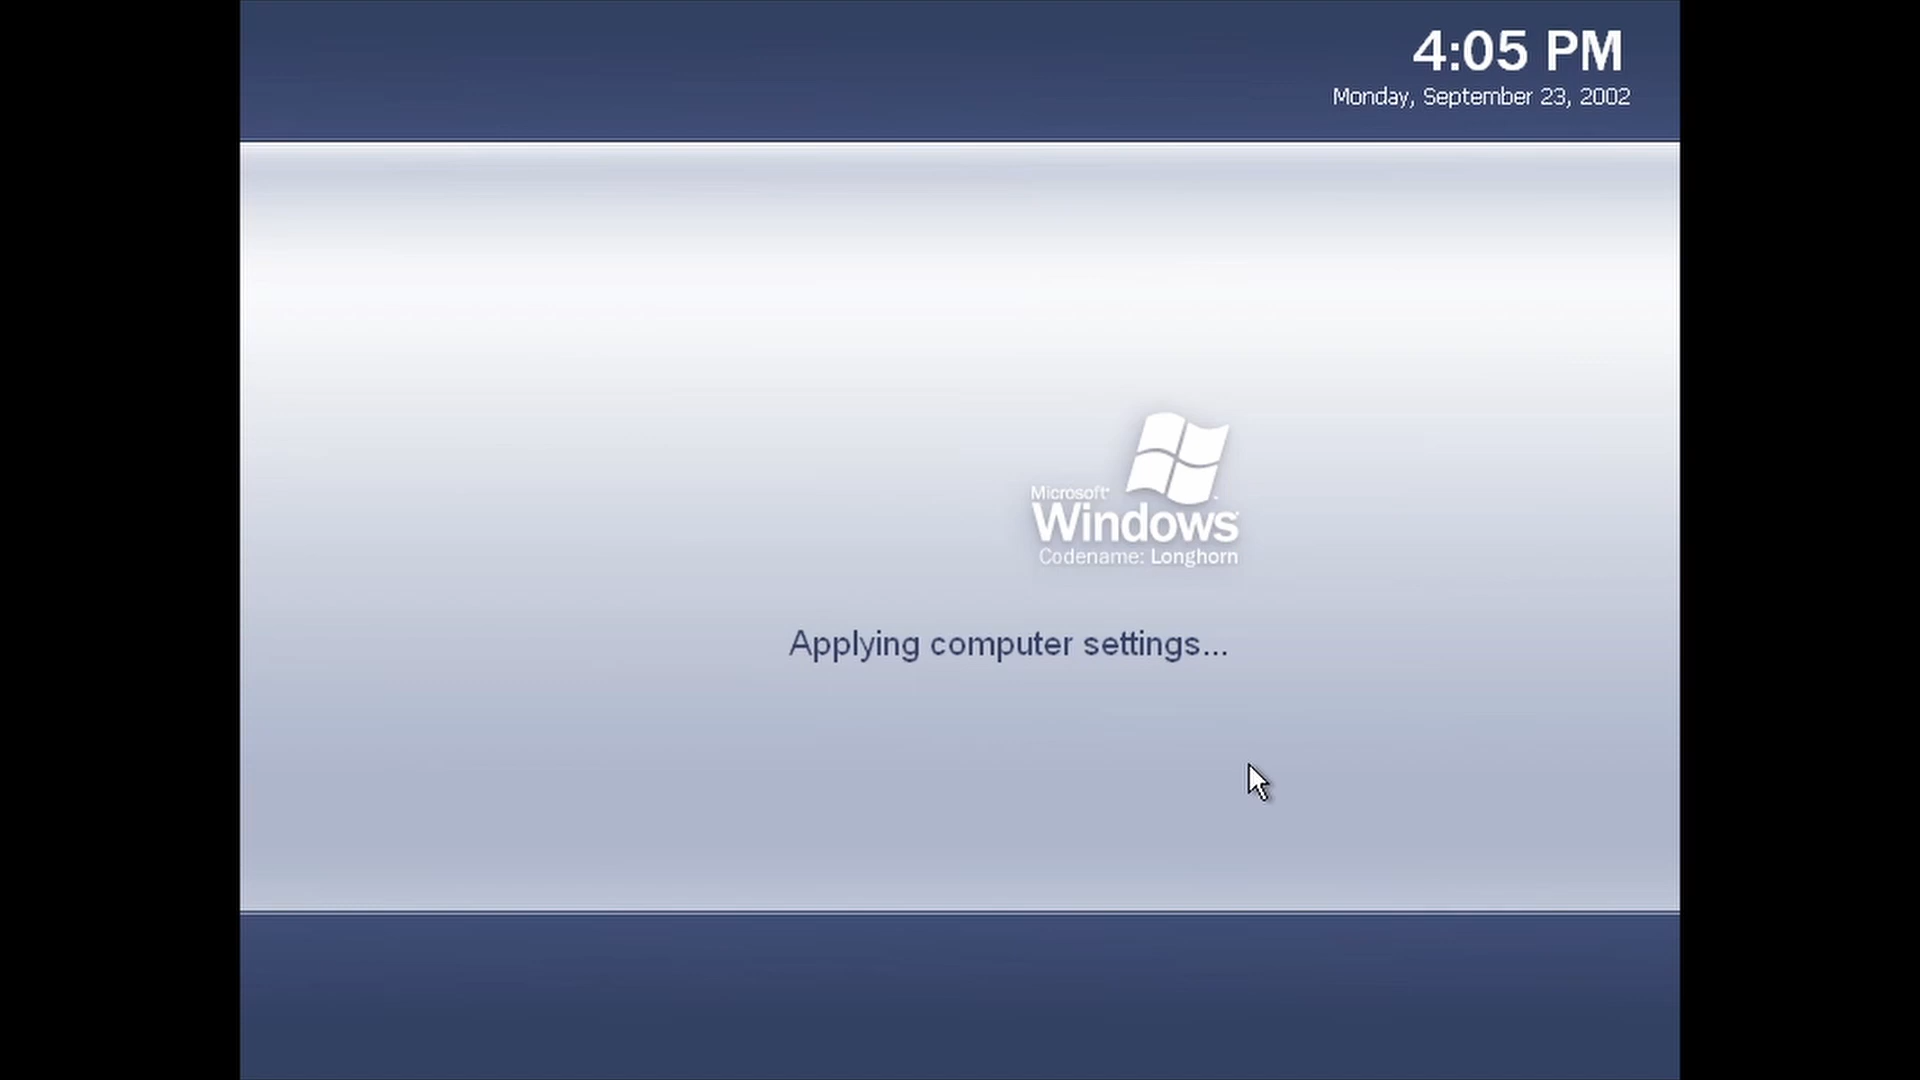 4:05 PM
Monday, September 23, 2002
Microsoft
Windows
Codename: Longhorn
Applying computer settings...